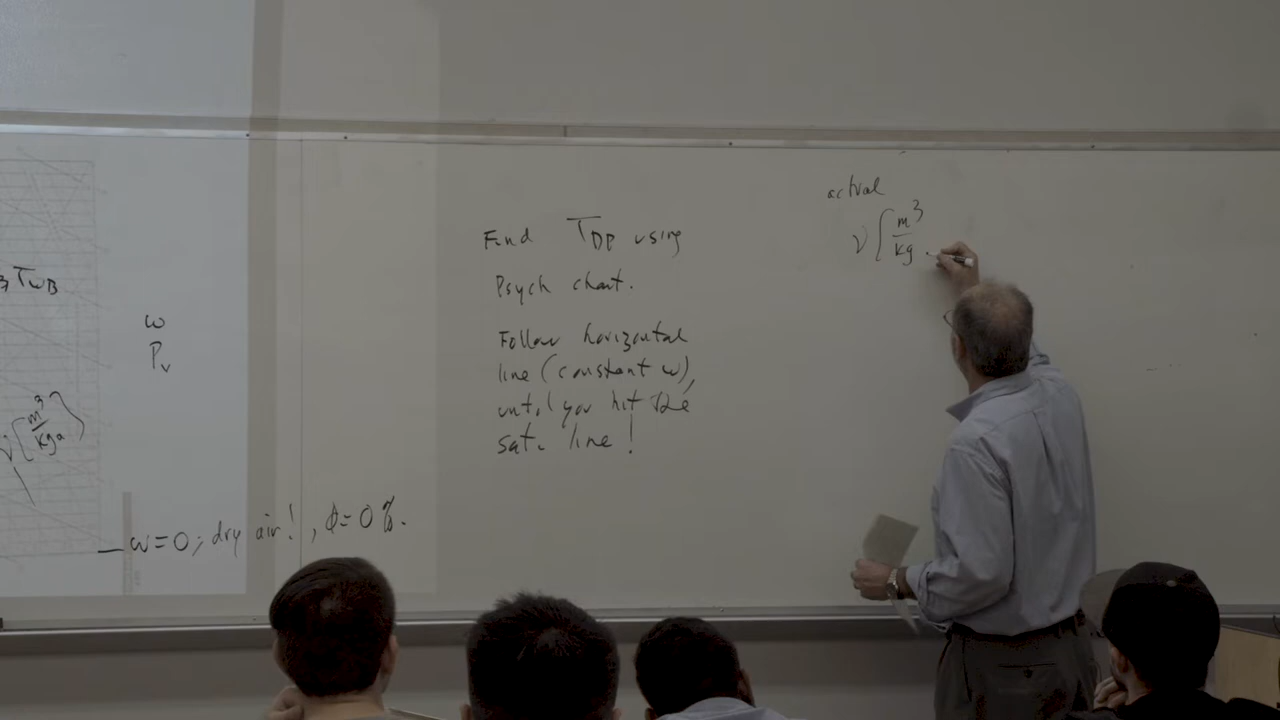 TWB
ω
Pv
ν[m³/kga]
ω=0; dry air!, ϕ=0%.
Find TDP using
Psych chart.
Follow horizontal
line (constant ω),
until you hit the
sat. line!
actual
ν[m³/kg